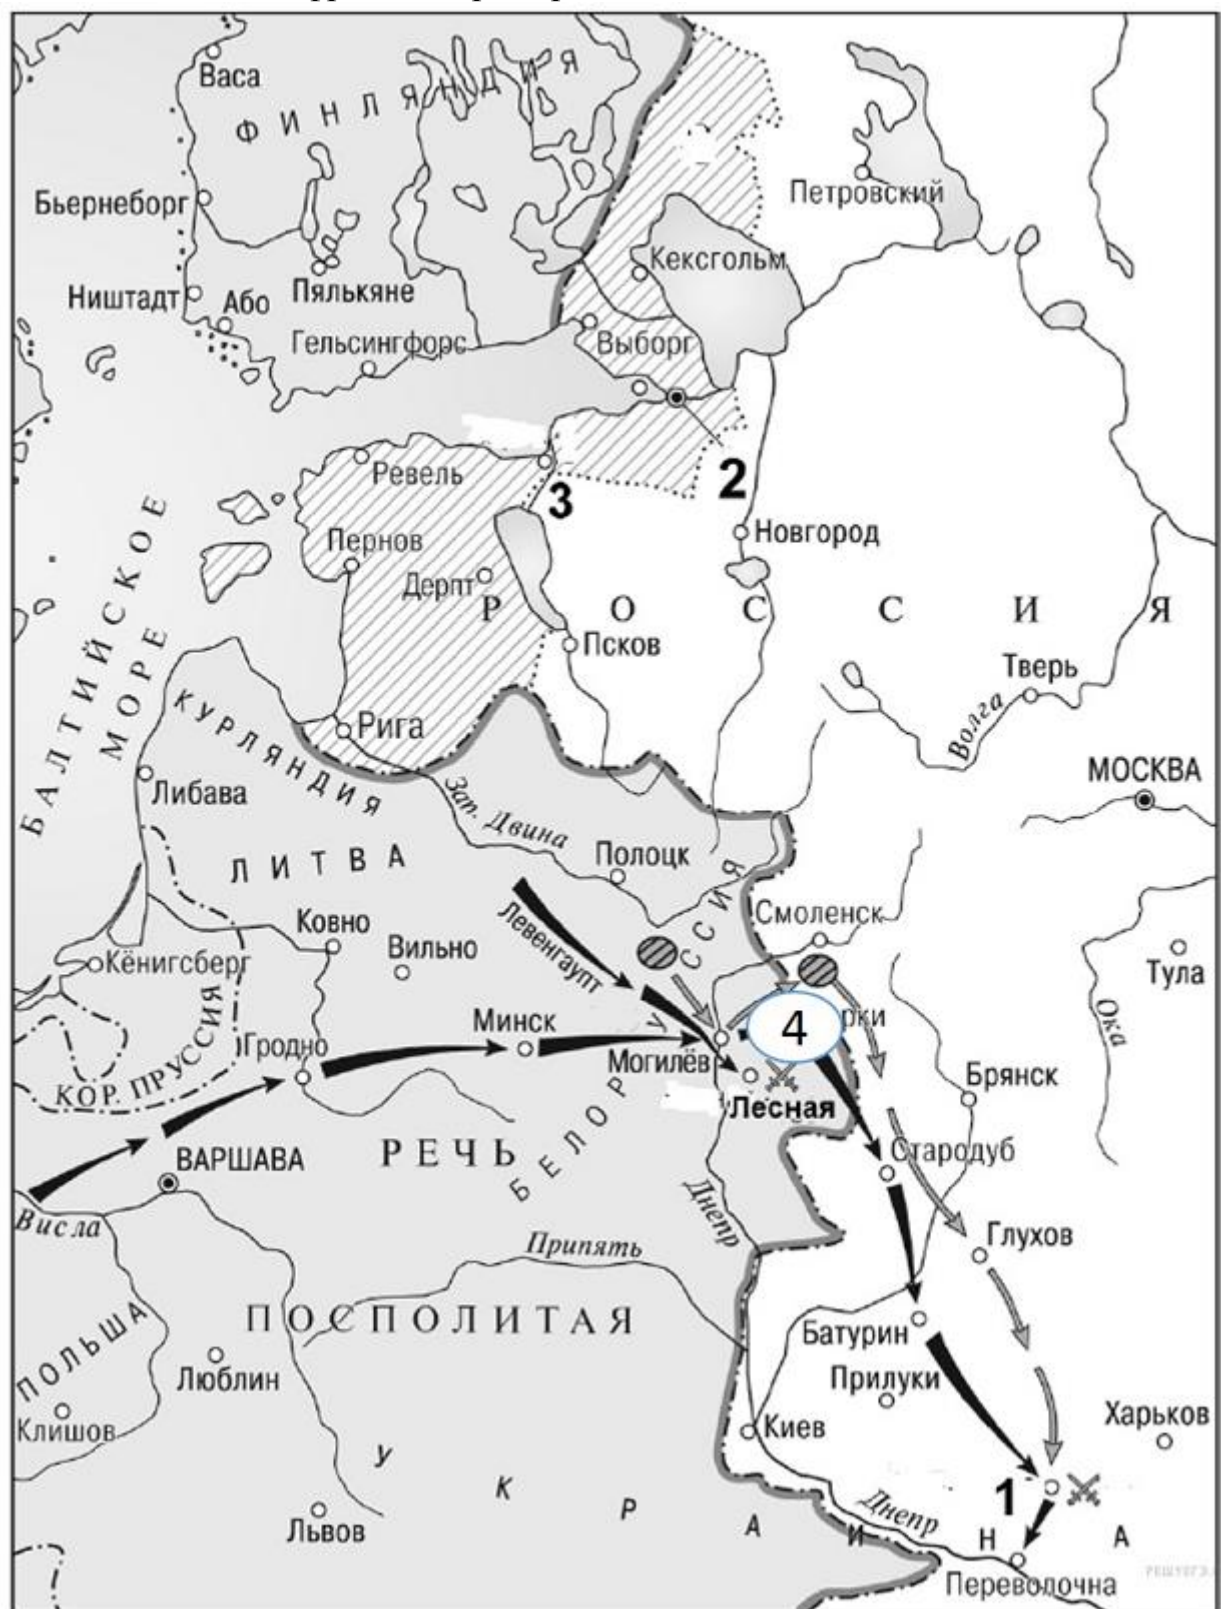 Васа
ФИНЛЯНДИЯ
Петровский
Бьернеборг
Кексгольм
Ништадт
Або
Пялькяне
Гельсингфорс
Выборг
2
Ревель
3
Новгород
Пернов
Дерпт
РОССИЯ
Псков
БАЛТИЙСКОЕ
МОРЕ
Тверь
Волга
КУРЛЯНДИЯ
Рига
МОСКВА
Либава
Зап. Двина
ЛИТВА
Полоцк
Смоленск
Ковно
Вильно
Левенгаупт
Кёнигсберг
Тула
Ока
БЕЛОРУССИЯ
Минск
4
рки
Гродно
Могилёв
КОР. ПРУССИЯ
Брянск
Лесная
ВАРШАВА
РЕЧЬ
Стародуб
Висла
Днепр
Глухов
Припять
ПОСПОЛИТАЯ
ПОЛЬША
Батурин
Люблин
Прилуки
Клишов
Киев
Харьков
1
Днепр
Львов
УКРАИНА
Переволочна